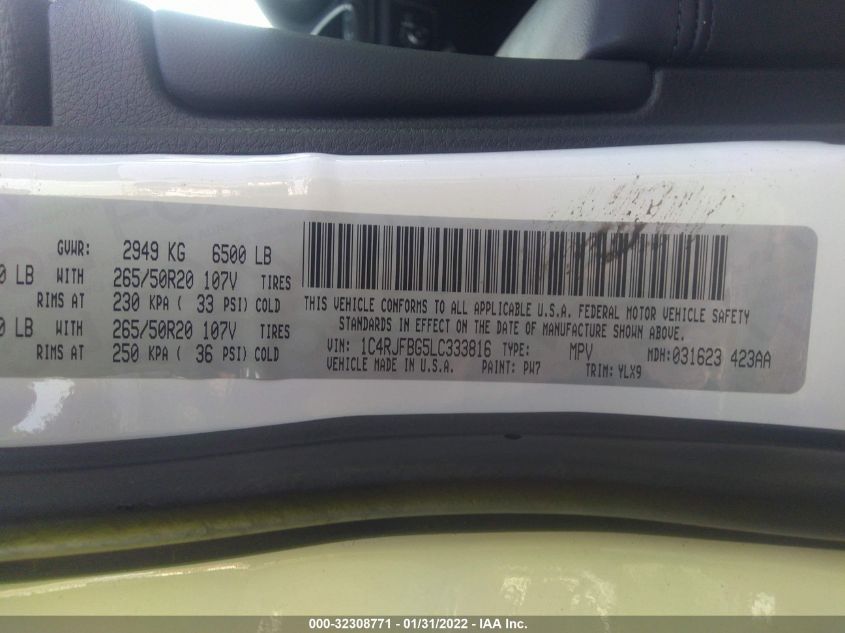 GVWR: 2949 KG 6500 LB
0 LB WITH 265/50R20 107V TIRES
RIMS AT 230 KPA ( 33 PSI) COLD
0 LB WITH 265/50R20 107V TIRES
RIMS AT 250 KPA ( 36 PSI) COLD
THIS VEHICLE CONFORMS TO ALL APPLICABLE U.S.A. FEDERAL MOTOR VEHICLE SAFETY
STANDARDS IN EFFECT ON THE DATE OF MANUFACTURE SHOWN ABOVE.
VIN: 1C4RJFBG5LC333816 TYPE: MPV MDH: 031623 423AA
VEHICLE MADE IN U.S.A. PAINT: PW7 TRIM: YLX9
000-32308771 - 01/31/2022 - IAAI.COM